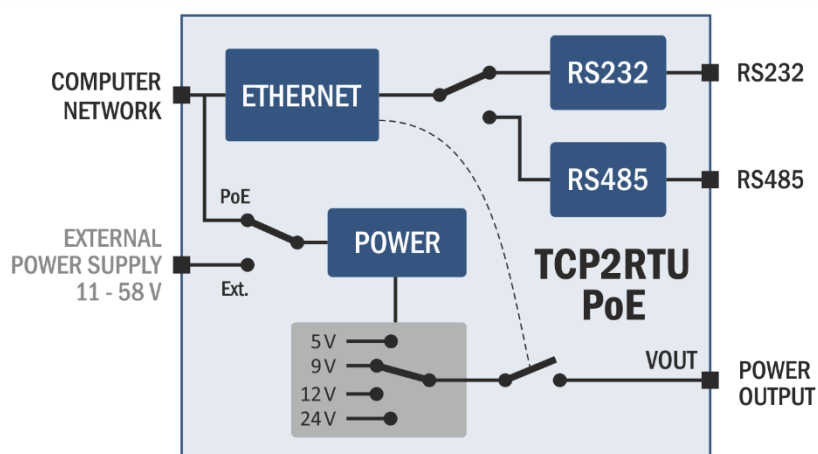 COMPUTER
NETWORK
ETHERNET
RS232
RS232
RS485
RS485
PoE
EXTERNAL
POWER SUPPLY
11 - 58 V
Ext.
POWER
TCP2RTU
PoE
5 V
9 V
12 V
24 V
VOUT
POWER
OUTPUT